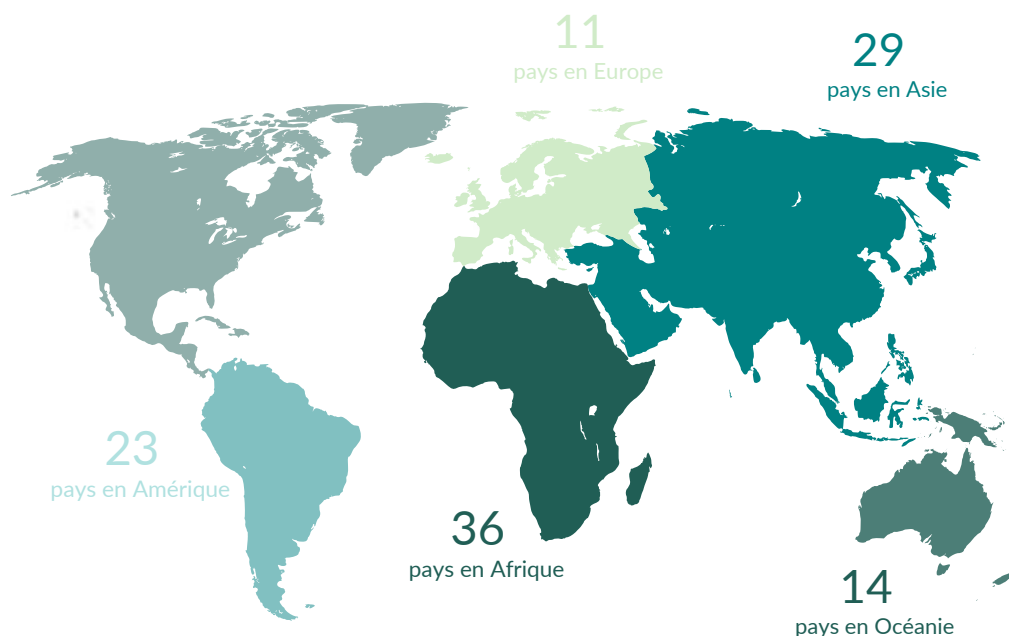 11
pays en Europe
29
pays en Asie
23
pays en Amérique
36
pays en Afrique
14
pays en Océanie